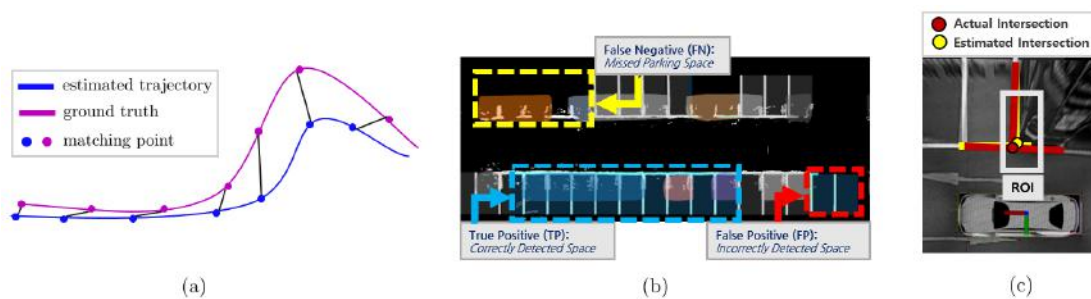 estimated trajectory
ground truth
matching point
(a)
False Negative (FN):
Missed Parking Space
True Positive (TP):
Correctly Detected Space
False Positive (FP):
Incorrectly Detected Space
(b)
Actual Intersection
Estimated Intersection
ROI
(c)